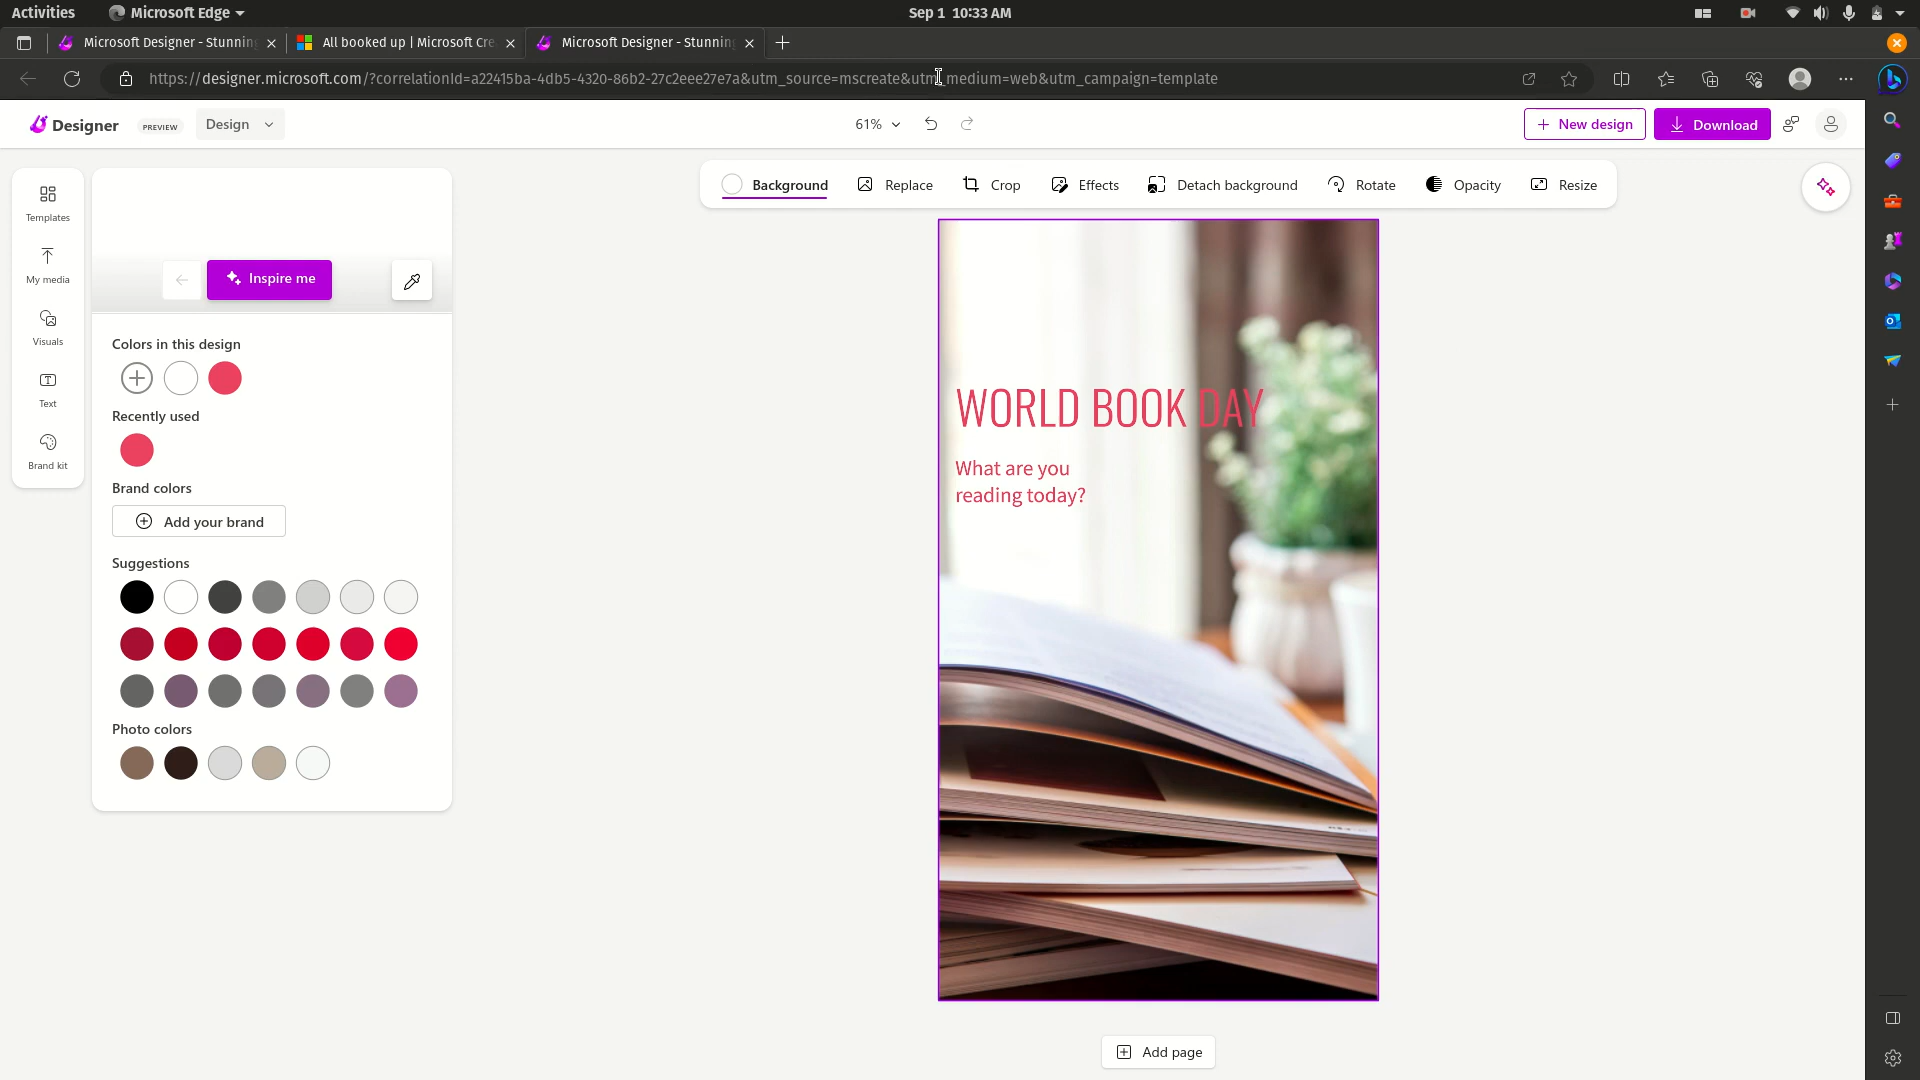 Activities
Microsoft Edge
Sep 1 10:33 AM
Microsoft Designer - Stunning
All booked up | Microsoft Cre
Microsoft Designer - Stunning
https://designer.microsoft.com/?correlationId=a22415ba-4db5-4320-86b2-27c2eee27e7a&utm_source=mscreate&utm_medium=web&utm_campaign=template
Designer
PREVIEW
Design
61%
New design
Download
Background
Replace
Crop
Effects
Detach background
Rotate
Opacity
Resize
Templates
My media
Visuals
Text
Brand kit
Inspire me
Colors in this design
Recently used
Brand colors
Add your brand
Suggestions
Photo colors
WORLD BOOK DAY
What are you
reading today?
Add page